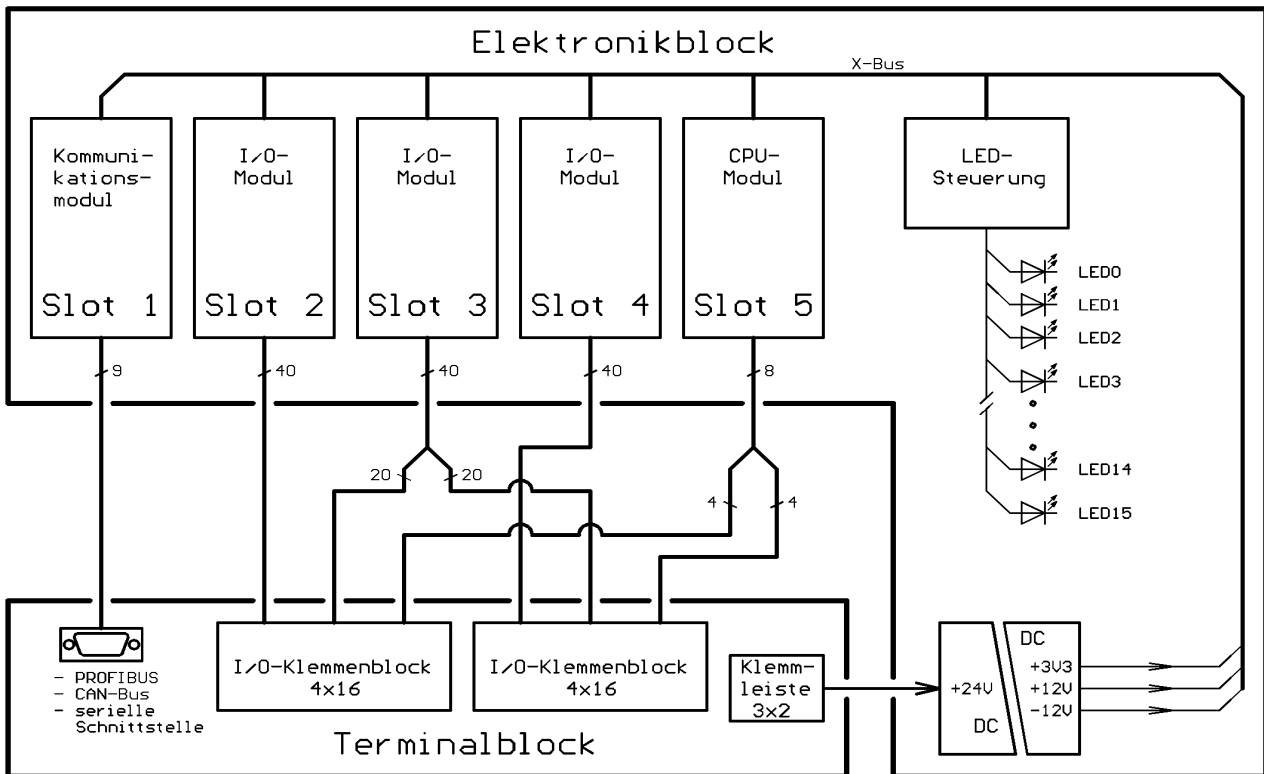 Elektronikblock
X-Bus
Kommuni-
kations-
modul
Slot 1
I/O-
Modul
Slot 2
I/O-
Modul
Slot 3
I/O-
Modul
Slot 4
CPU-
Modul
Slot 5
LED-
Steuerung
LED0
LED1
LED2
LED3
LED14
LED15
9
40
40
40
8
20
20
4
4
- PROFIBUS
- CAN-Bus
- serielle
Schnittstelle
I/O-Klemmenblock
4x16
I/O-Klemmenblock
4x16
Klemm-
leiste
3x2
+24V
DC
DC
+3V3
+12V
-12V
Terminalblock